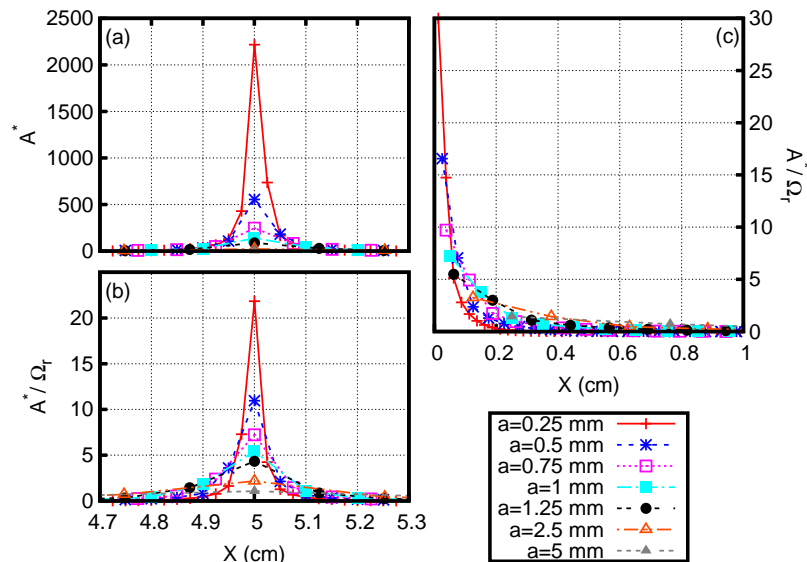 (a)
2500
2000
1500
1000
500
0
A*
(b)
20
15
10
5
0
A*/Ωr
4.7 4.8 4.9 5 5.1 5.2 5.3
X (cm)
(c)
30
25
20
15
10
5
0
A*/Ωr
0 0.2 0.4 0.6 0.8 1
X (cm)
a=0.25 mm
a=0.5 mm
a=0.75 mm
a=1 mm
a=1.25 mm
a=2.5 mm
a=5 mm